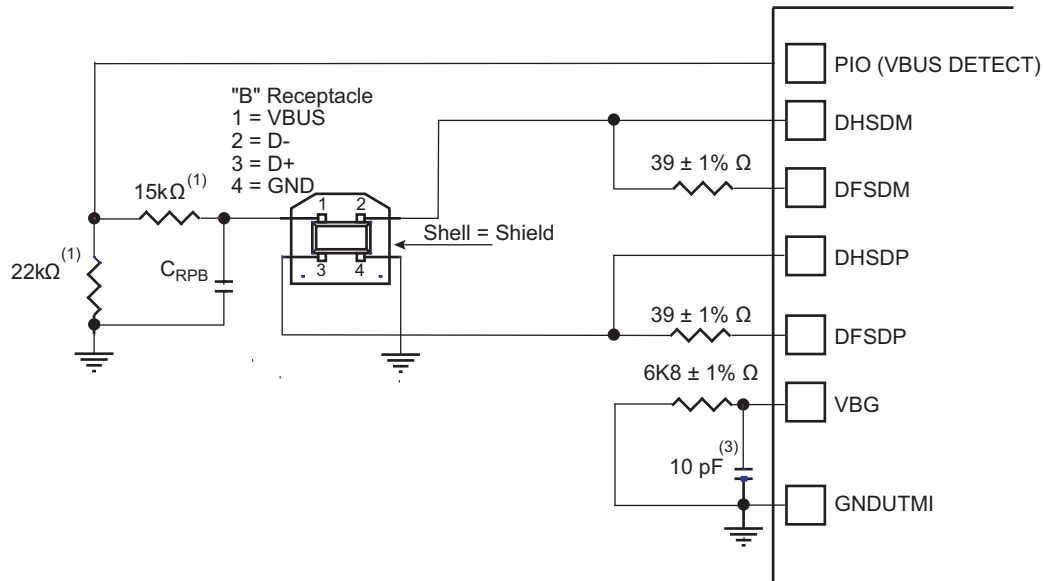 PIO (VBUS DETECT)
"B" Receptacle
1 = VBUS
2 = D-
3 = D+
4 = GND
DHSDM
39 ± 1% Ω
DFSDM
15kΩ(1)
1 2
Shell = Shield
22kΩ(1)
CRPB
3 4
DHSDP
39 ± 1% Ω
DFSDP
6K8 ± 1% Ω
VBG
10 pF(3)
GNDUTMI